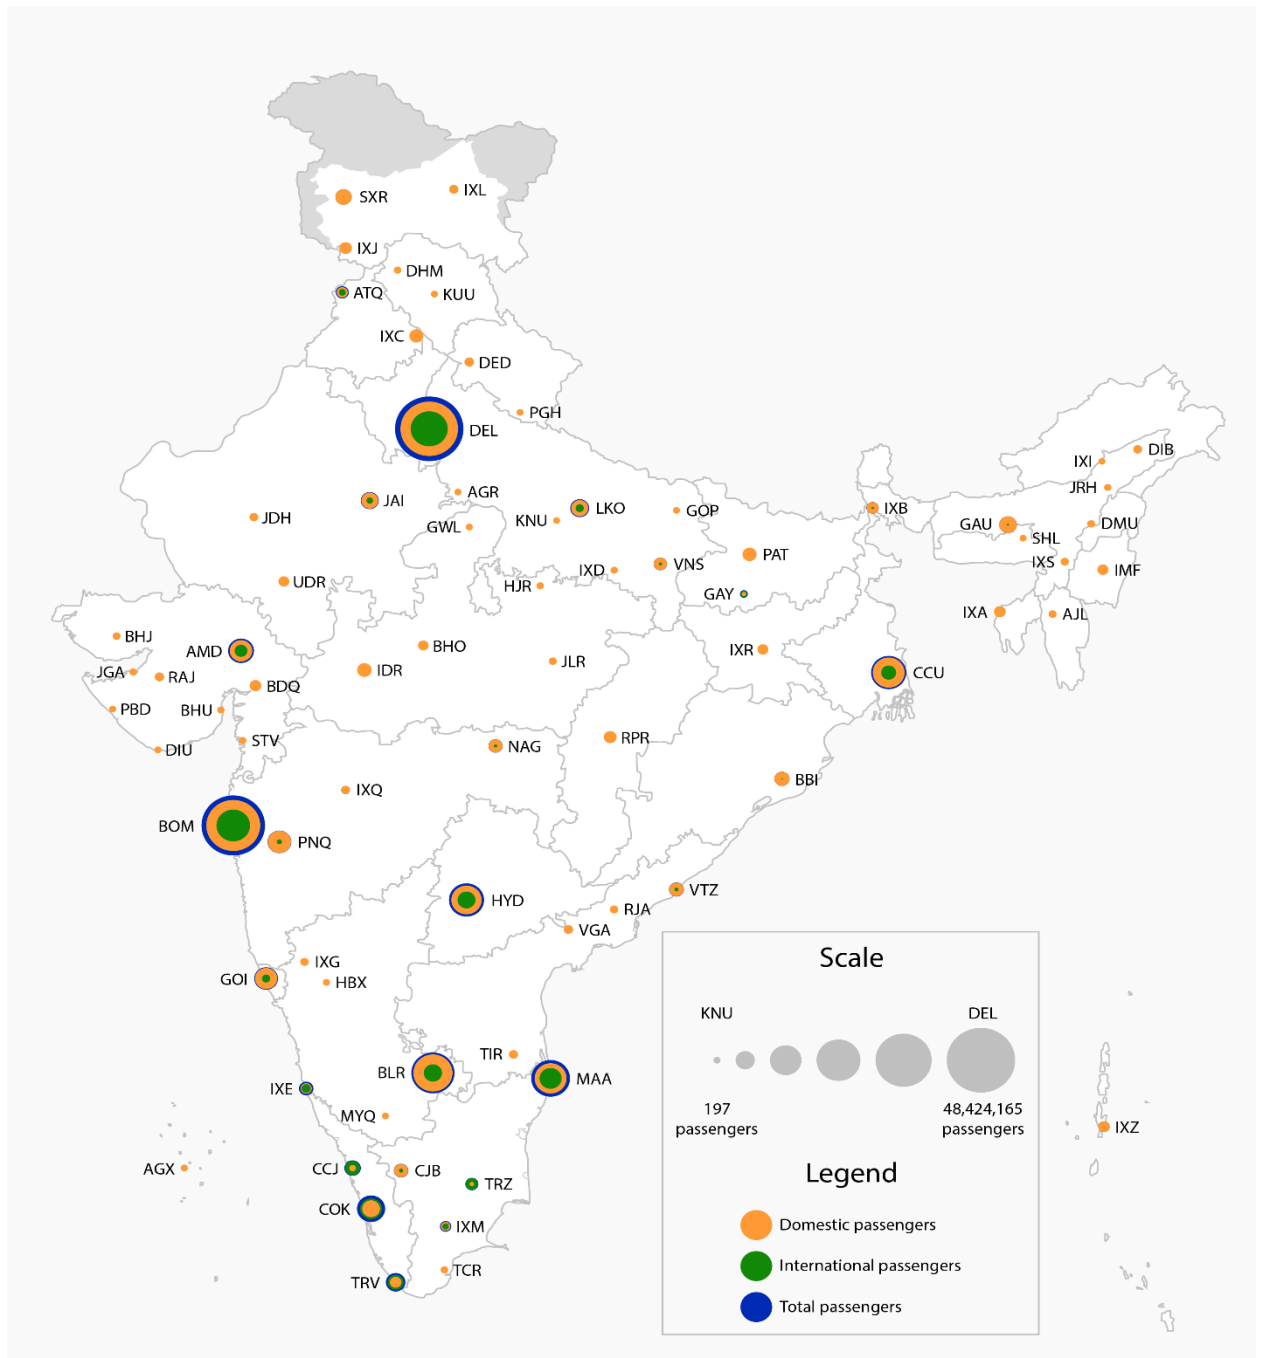 SXR
IXL
IXJ
DHM
ATQ
KUU
IXC
DED
PGH
DEL
DIB
IXI
JRH
AGR
JAI
LKO
GOP
IXB
JDH
KNU
GWL
GAU
DMU
SHL
PAT
VNS
IXS
IXD
IMF
UDR
HJR
GAY
IXA
AJL
BHJ
BHO
AMD
IXR
JLR
JGA
RAJ
IDR
CCU
BDQ
PBD
BHU
RPR
STV
NAG
DIU
BBI
IXQ
BOM
PNQ
VTZ
HYD
RJA
VGA
IXG
GOI
HBX
TIR
BLR
MAA
IXE
MYQ
AGX
CCJ
CJB
TRZ
COK
IXM
TCR
TRV
IXZ
Scale
KNU
DEL
197
passengers
48,424,165
passengers
Legend
Domestic passengers
International passengers
Total passengers